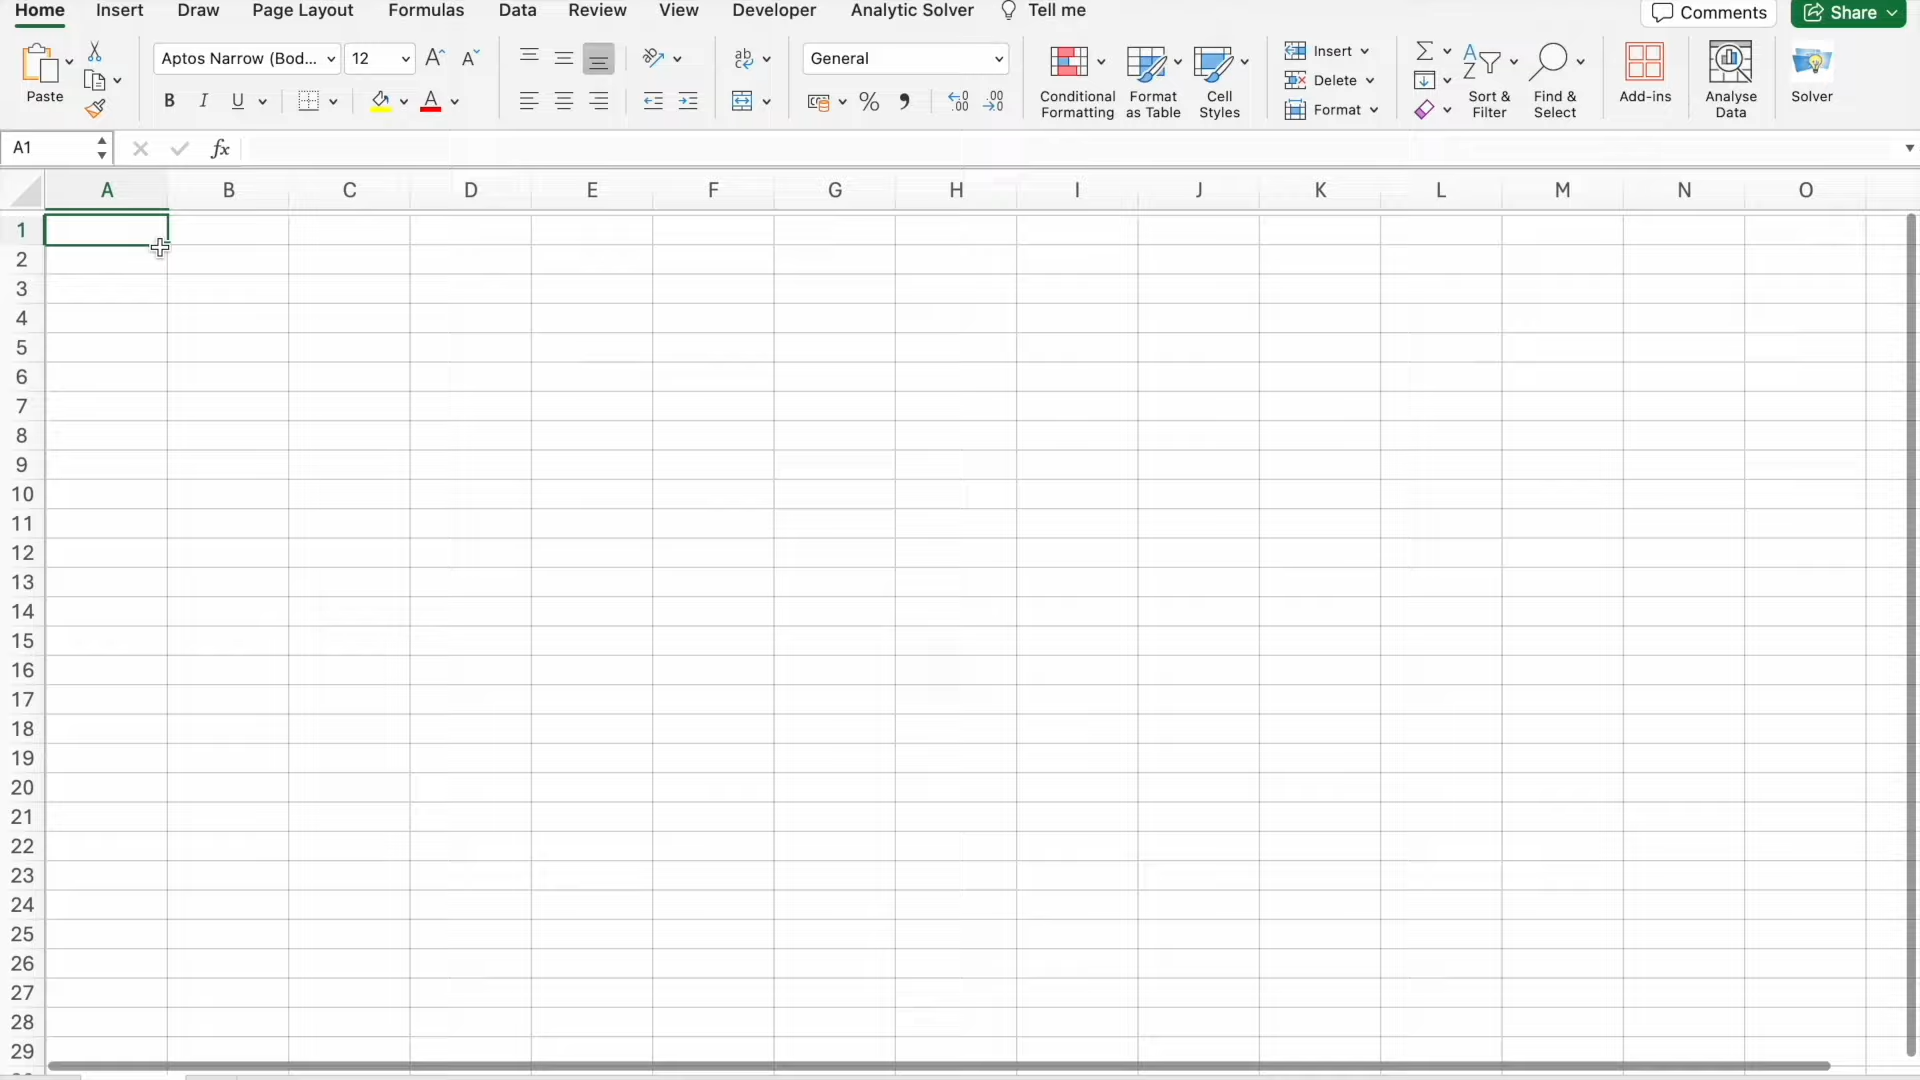 Home Insert Draw Page Layout Formulas Data Review View Developer Analytic Solver Tell me Comments Share
Paste
Aptos Narrow (Bod... 12 A A
B I U A
ab
General
% .00
Conditional Formatting
Format as Table
Cell Styles
Insert
Delete
Format
Sort & Filter
Find & Select
Add-ins
Analyse Data
Solver
A1 fx
A B C D E F G H I J K L M N O
1
2
3
4
5
6
7
8
9
10
11
12
13
14
15
16
17
18
19
20
21
22
23
24
25
26
27
28
29